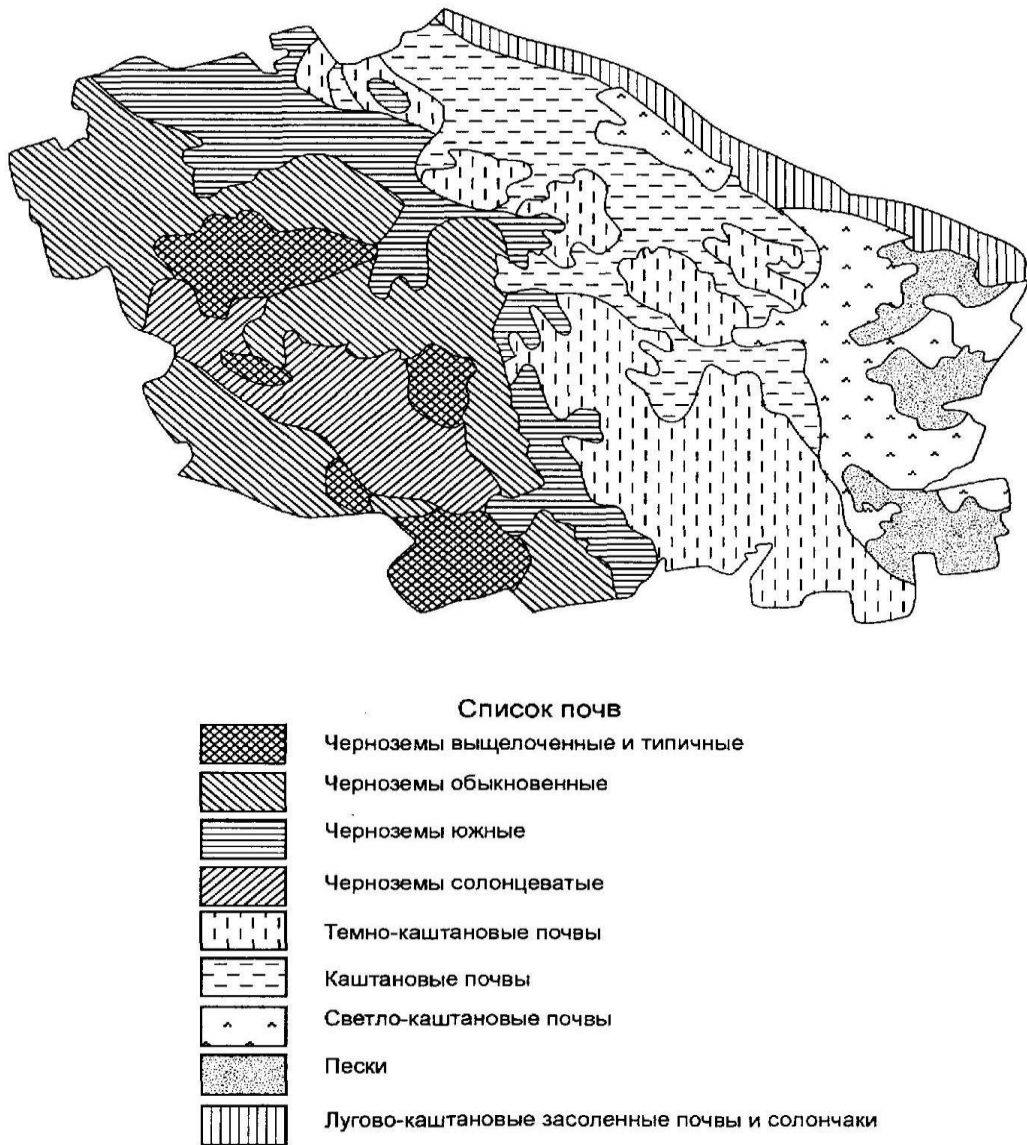 Список почв
Черноземы выщелоченные и типичные
Черноземы обыкновенные
Черноземы южные
Черноземы солонцеватые
Темно-каштановые почвы
Каштановые почвы
Светло-каштановые почвы
Пески
Лугово-каштановые засоленные почвы и солончаки